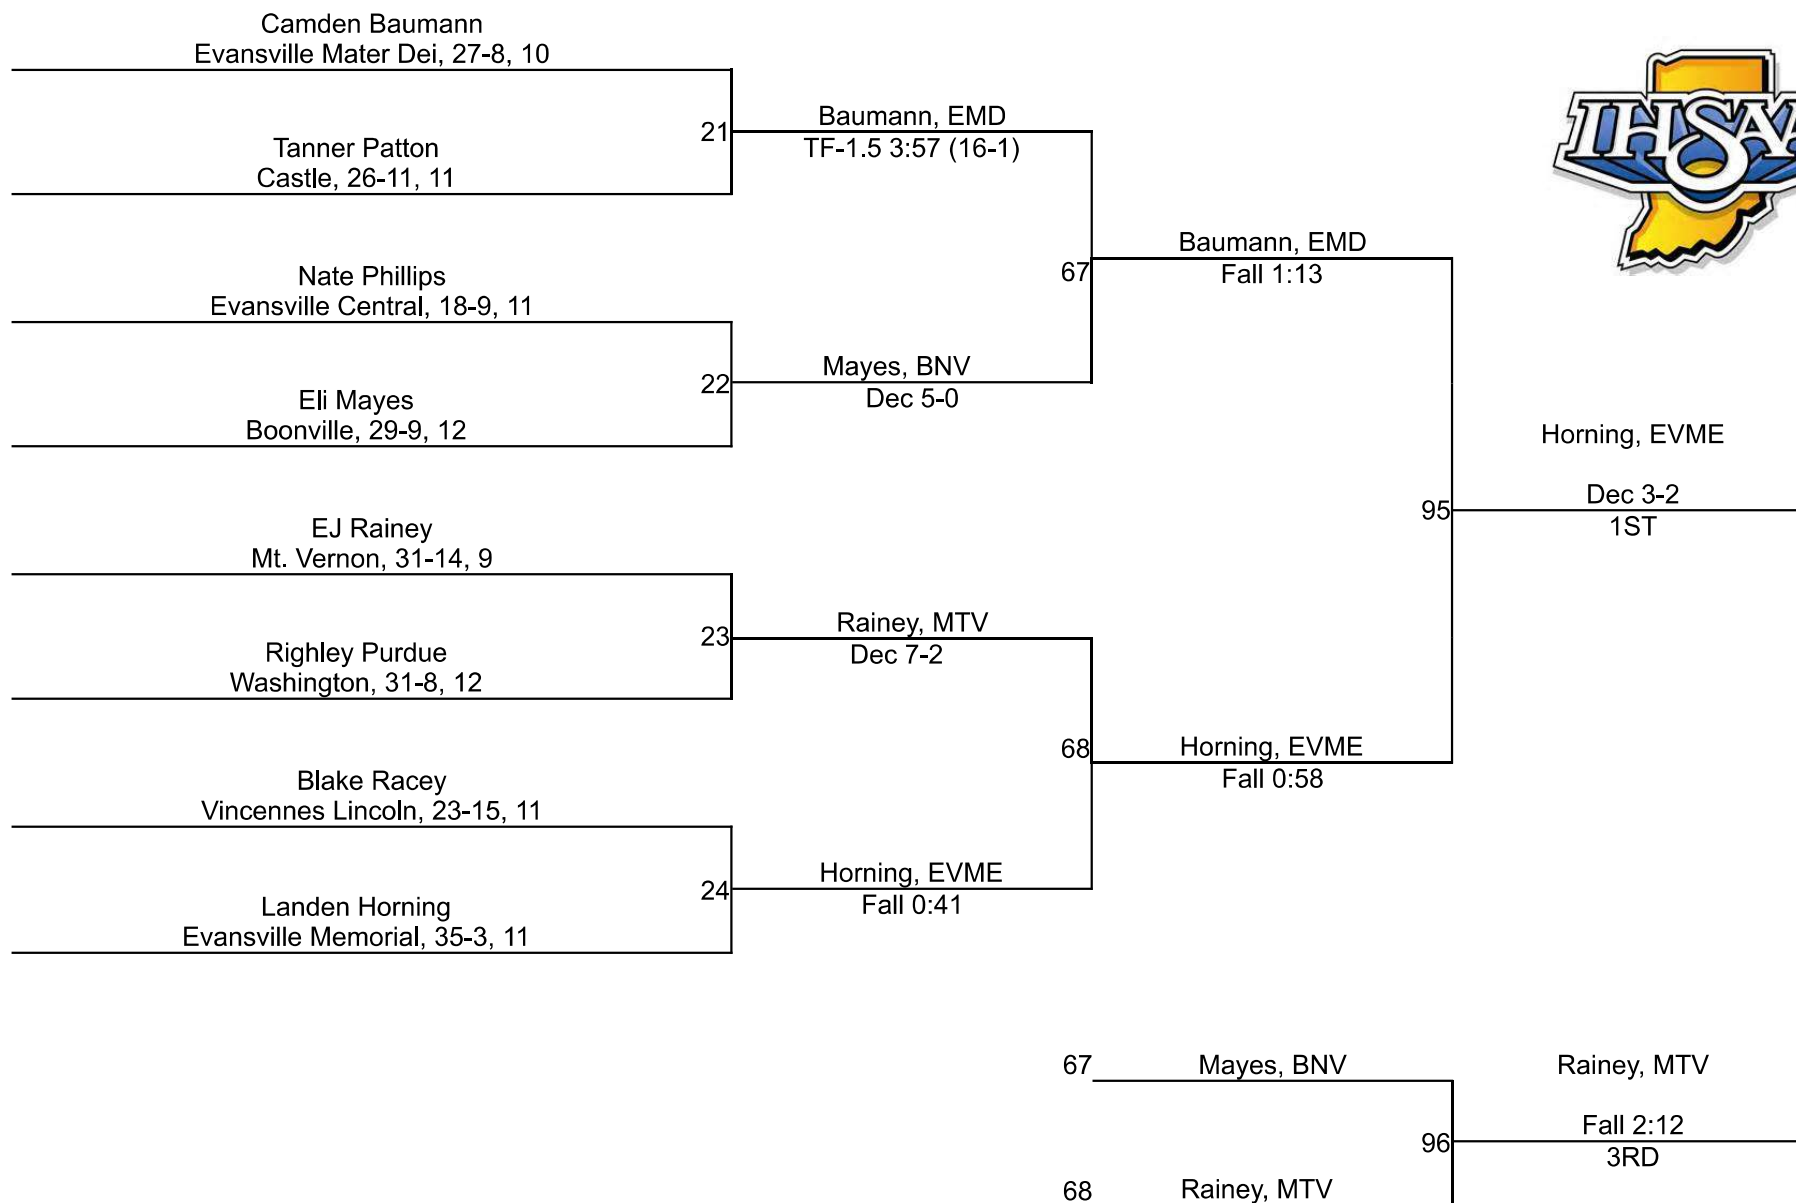 Camden Baumann
Evansville Mater Dei, 27-8, 10
21
Baumann, EMD
TF-1.5 3:57 (16-1)
Tanner Patton
Castle, 26-11, 11
IHSAA
67
Baumann, EMD
Fall 1:13
Nate Phillips
Evansville Central, 18-9, 11
22
Mayes, BNV
Dec 5-0
Eli Mayes
Boonville, 29-9, 12
95
Horning, EVME
Dec 3-2
1ST
EJ Rainey
Mt. Vernon, 31-14, 9
23
Rainey, MTV
Dec 7-2
Righley Purdue
Washington, 31-8, 12
68
Horning, EVME
Fall 0:58
Blake Racey
Vincennes Lincoln, 23-15, 11
24
Horning, EVME
Fall 0:41
Landen Horning
Evansville Memorial, 35-3, 11
67
Mayes, BNV
Rainey, MTV
96
Fall 2:12
3RD
68
Rainey, MTV